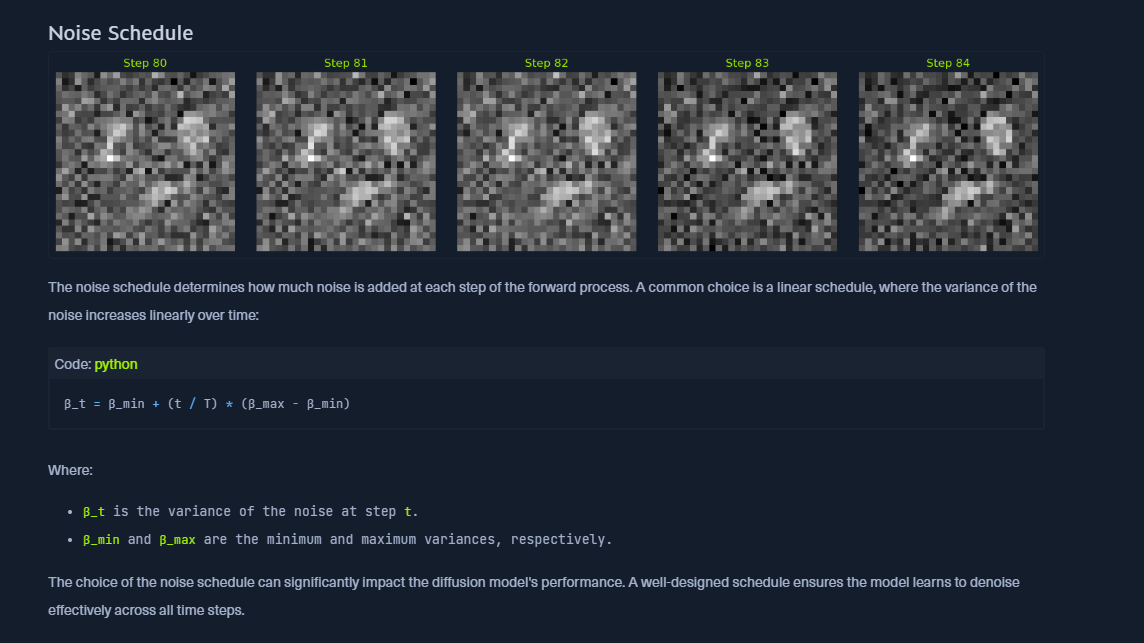 Noise Schedule
Step 80 Step 81 Step 82 Step 83 Step 84
The noise schedule determines how much noise is added at each step of the forward process. A common choice is a linear schedule, where the variance of the
noise increases linearly over time:
Code: python
β_t = β_min + (t / T) * (β_max - β_min)
Where:
• β_t is the variance of the noise at step t.
• β_min and β_max are the minimum and maximum variances, respectively.
The choice of the noise schedule can significantly impact the diffusion model's performance. A well-designed schedule ensures the model learns to denoise
effectively across all time steps.